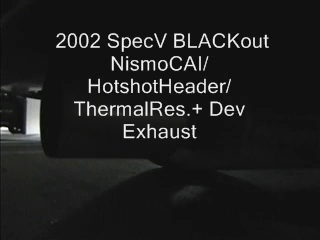 2002 SpecV BLACKout
NismoCAI/
HotshotHeader/
ThermalRes.+ Dev
Exhaust